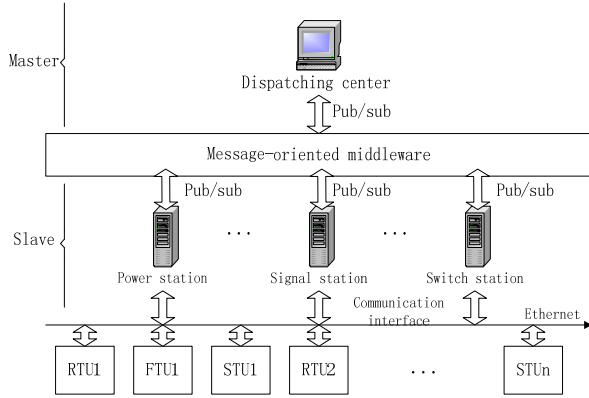 Master
Dispatching center
Pub/sub
Message-oriented middleware
Pub/sub
Pub/sub
Pub/sub
Slave
...
...
Power station
Signal station
Switch station
Communication
interface
Ethernet
RTU1
FTU1
STU1
RTU2
...
STUn